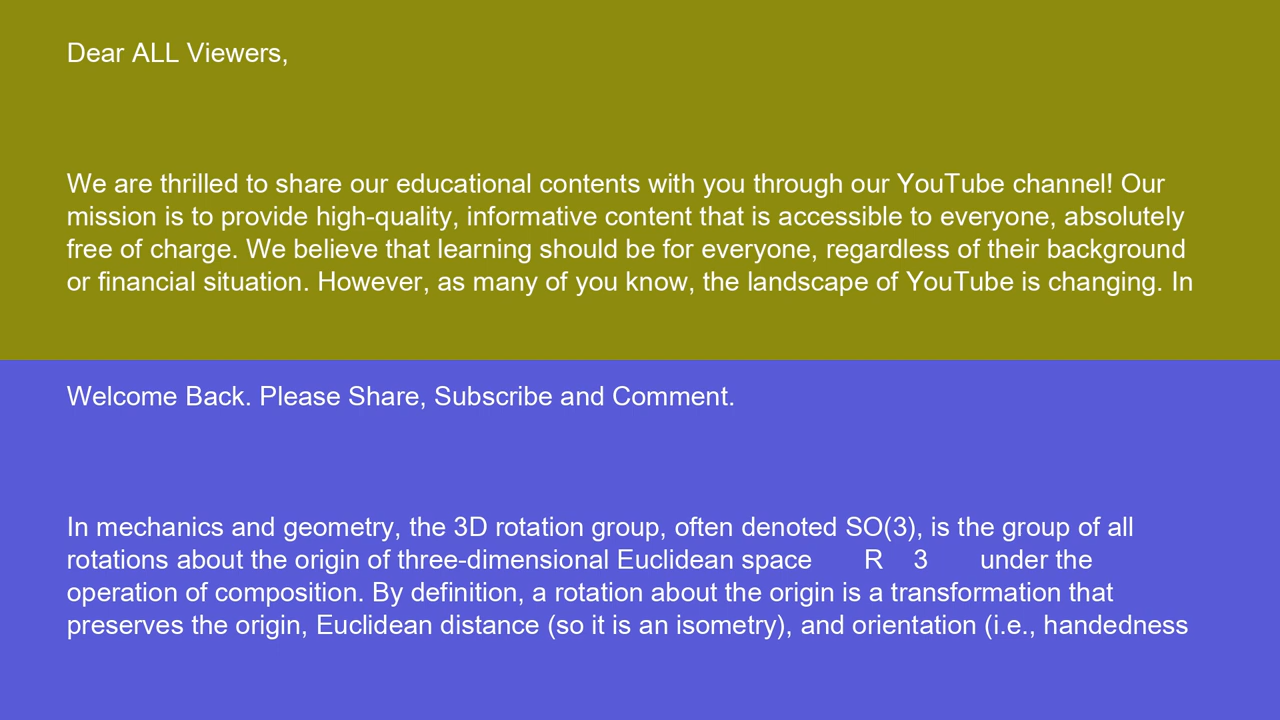 Dear ALL Viewers,
We are thrilled to share our educational contents with you through our YouTube channel! Our
mission is to provide high-quality, informative content that is accessible to everyone, absolutely
free of charge. We believe that learning should be for everyone, regardless of their background
or financial situation. However, as many of you know, the landscape of YouTube is changing. In
Welcome Back. Please Share, Subscribe and Comment.
In mechanics and geometry, the 3D rotation group, often denoted SO(3), is the group of all
rotations about the origin of three-dimensional Euclidean space R 3 under the
operation of composition. By definition, a rotation about the origin is a transformation that
preserves the origin, Euclidean distance (so it is an isometry), and orientation (i.e., handedness